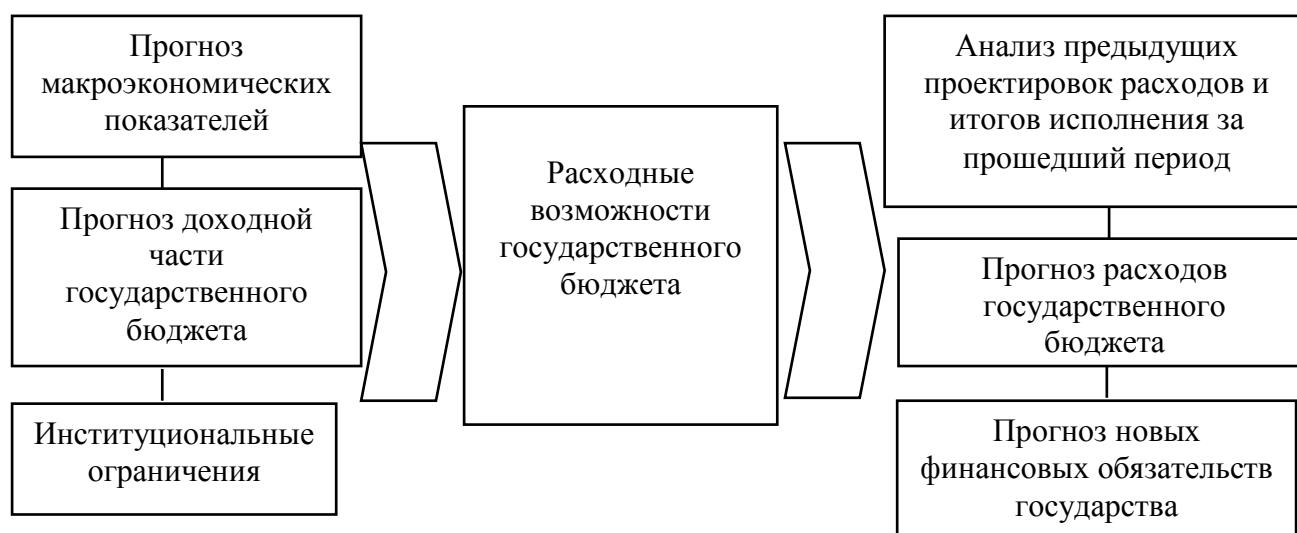 Прогноз
макроэкономических
показателей
Прогноз доходной
части
государственного
бюджета
Институциональные
ограничения
Расходные
возможности
государственного
бюджета
Анализ предыдущих
проектировок расходов и
итогов исполнения за
прошедший период
Прогноз расходов
государственного
бюджета
Прогноз новых
финансовых обязательств
государства